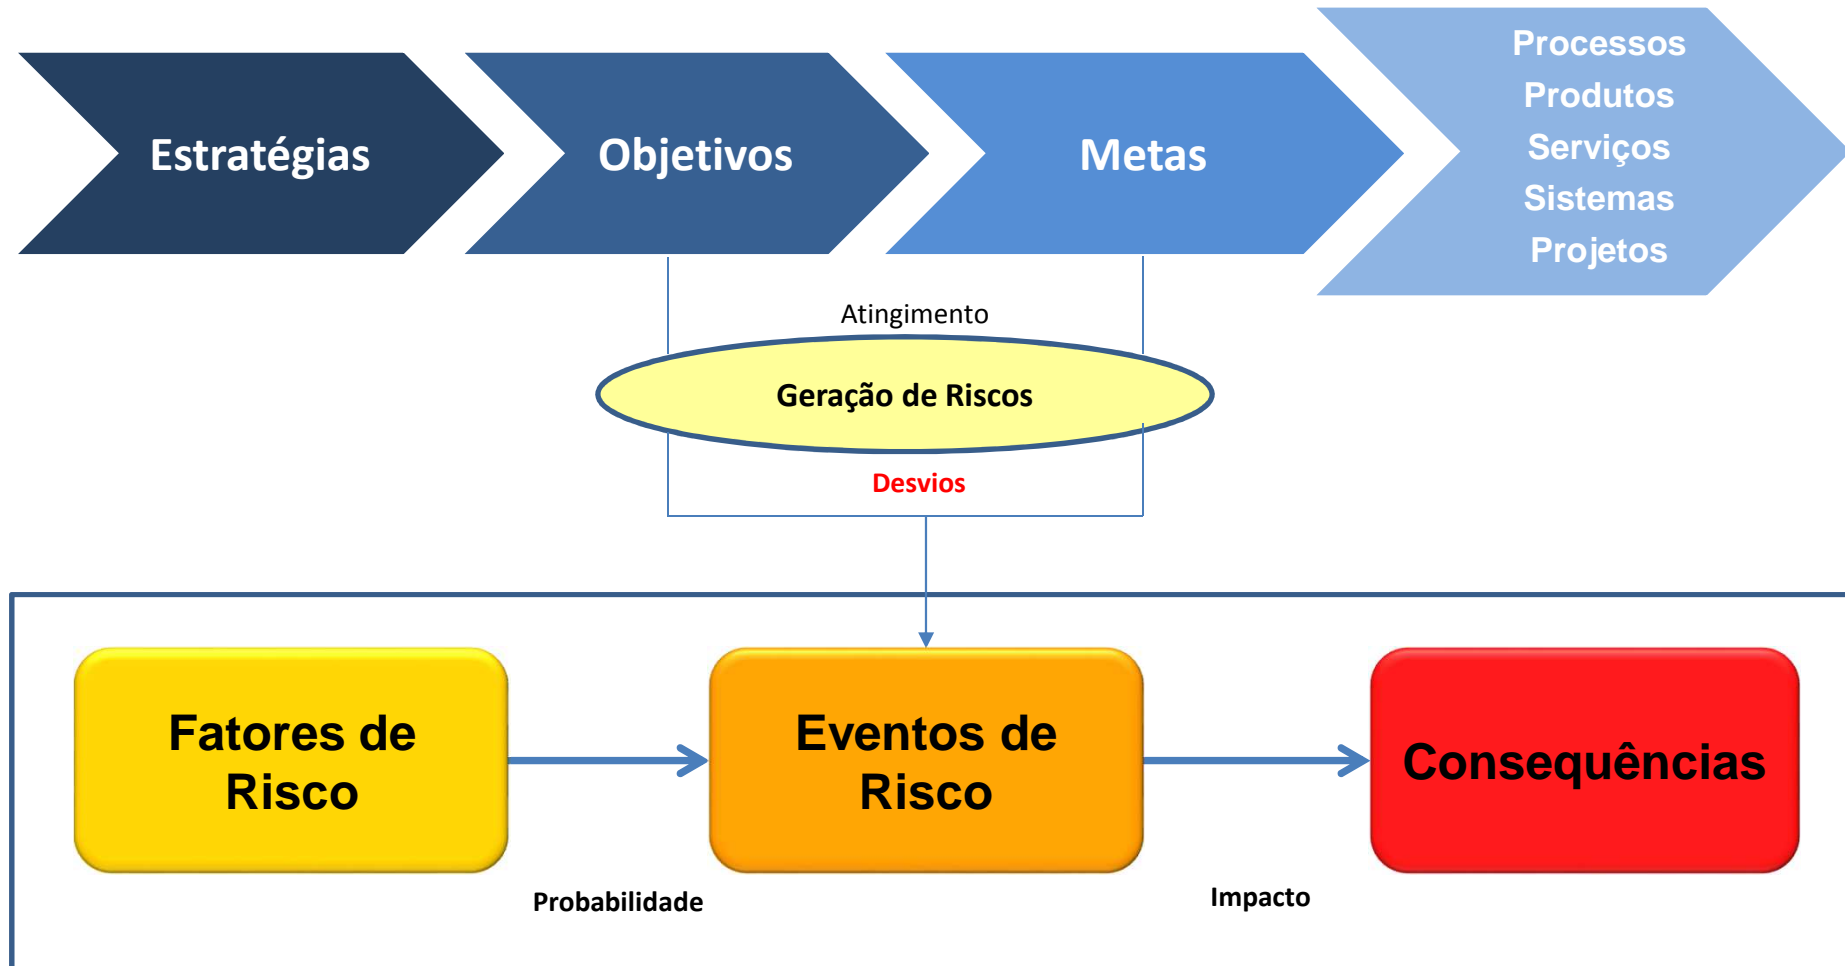 Estratégias
Objetivos
Metas
Processos
Produtos
Serviços
Sistemas
Projetos
Atingimento
Geração de Riscos
Desvios
Fatores de
Risco
Eventos de
Risco
Consequências
Probabilidade
Impacto